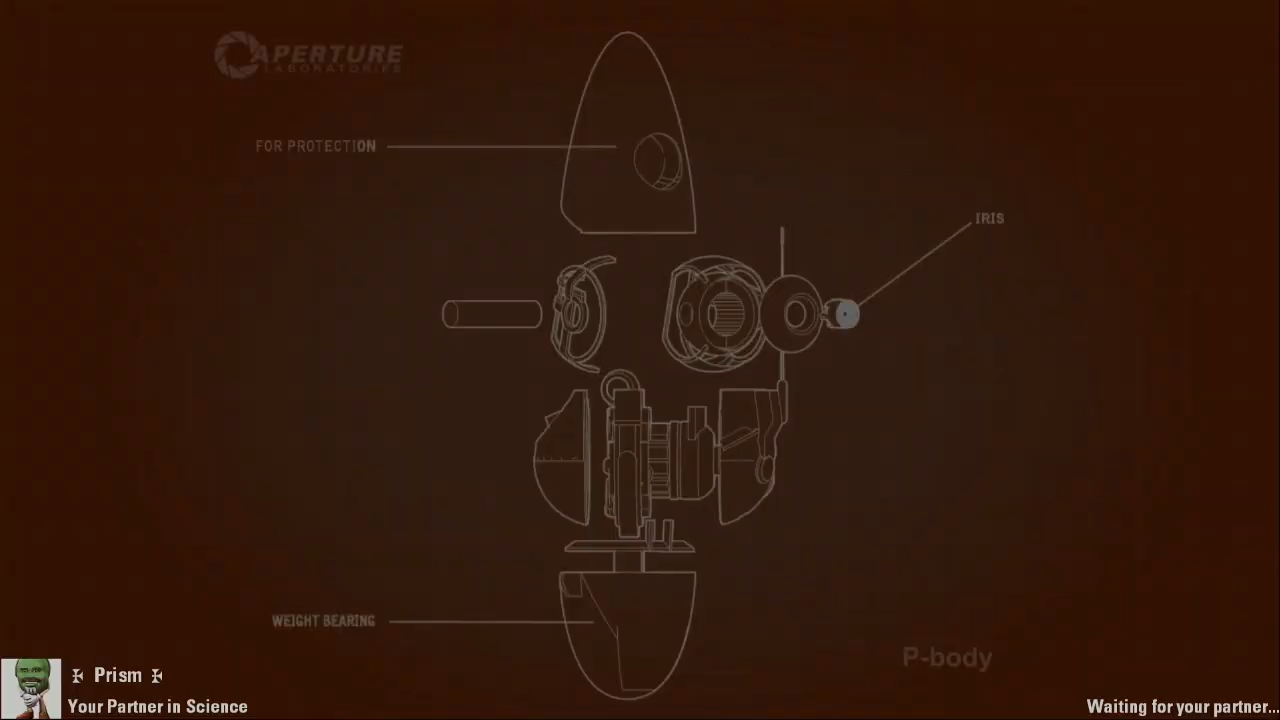 APERTURE
LABORATORIES
FOR PROTECTION
IRIS
WEIGHT BEARING
P-body
✠ Prism ✠
Your Partner in Science
Waiting for your partner...